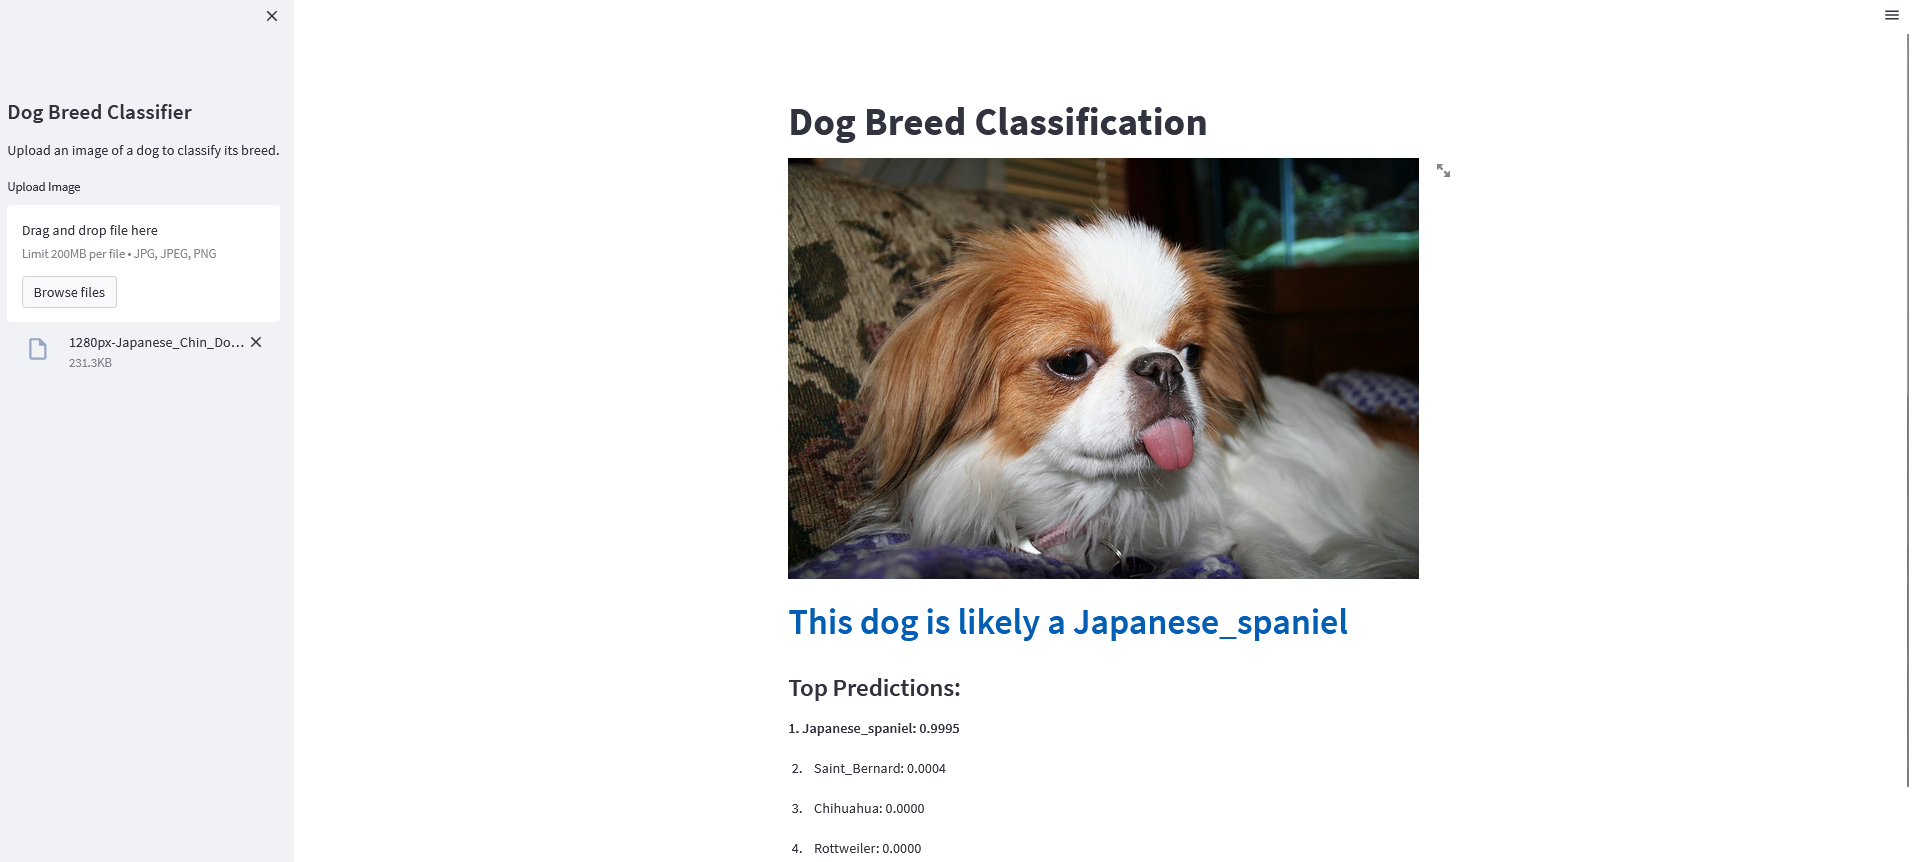 Dog Breed Classifier
Upload an image of a dog to classify its breed.
Upload Image
Drag and drop file here
Limit 200MB per file • JPG, JPEG, PNG
Browse files
1280px-Japanese_Chin_Do...
231.3KB
Dog Breed Classification
This dog is likely a Japanese_spaniel
Top Predictions:
1. Japanese_spaniel: 0.9995
2. Saint_Bernard: 0.0004
3. Chihuahua: 0.0000
4. Rottweiler: 0.0000